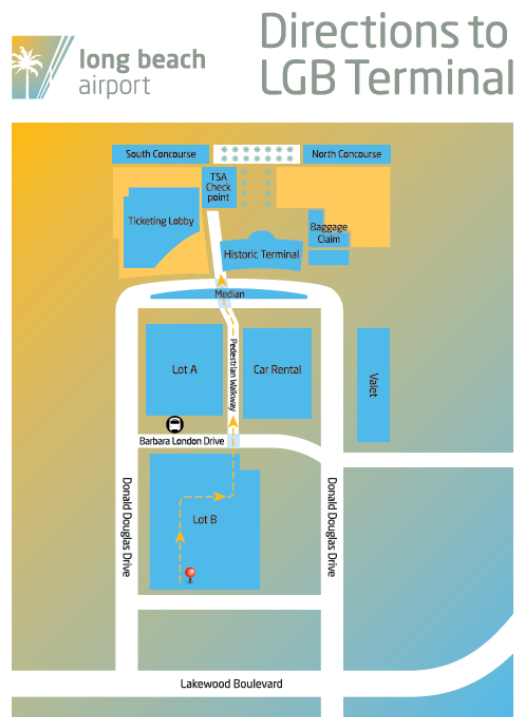 long beach
airport
Directions to
LGB Terminal
South Concourse
North Concourse
TSA
Check
point
Ticketing Lobby
Baggage
Claim
Historic Terminal
Median
Lot A
Pedestrian Walkway
Car Rental
Valet
Barbara London Drive
Donald Douglas Drive
Lot B
Donald Douglas Drive
Lakewood Boulevard